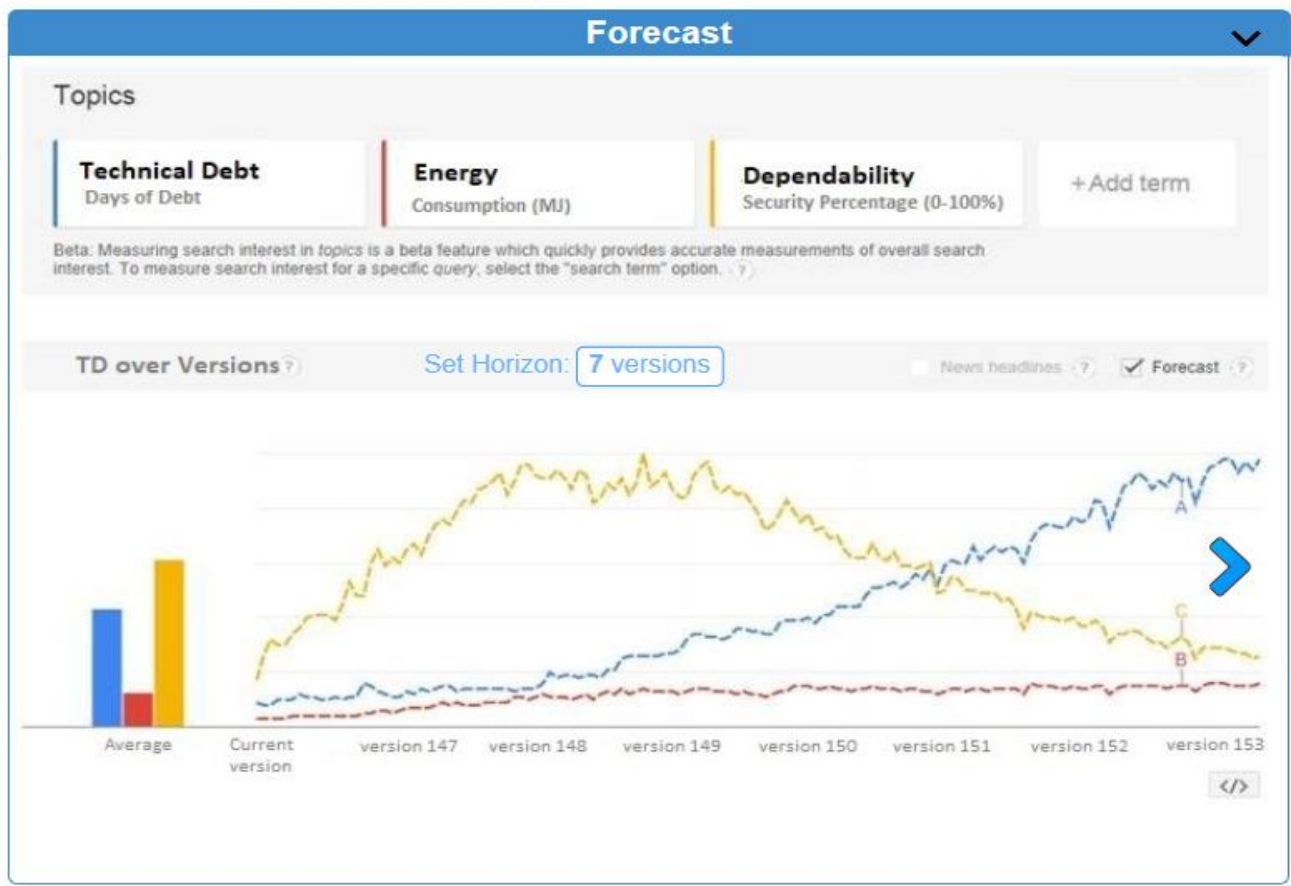 Forecast
Topics
Technical Debt
Days of Debt
Energy
Consumption (MJ)
Dependability
Security Percentage (0-100%)
+Add term
Beta: Measuring search interest in topics is a beta feature which quickly provides accurate measurements of overall search
interest. To measure search interest for a specific query, select the "search term" option. ?
TD over Versions ?
Set Horizon: 7 versions
News headlines ?
Forecast ?
A
C
B
Average
Current
version
version 147
version 148
version 149
version 150
version 151
version 152
version 153
</>